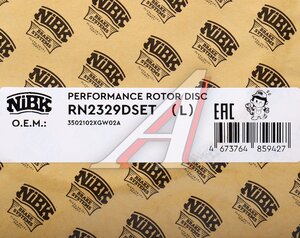 NiBK
PERFORMANCE ROTOR DISC
RN2329DSET (L)
O.E.M.:
3502102XGW02A
EAC
4 673764 859427